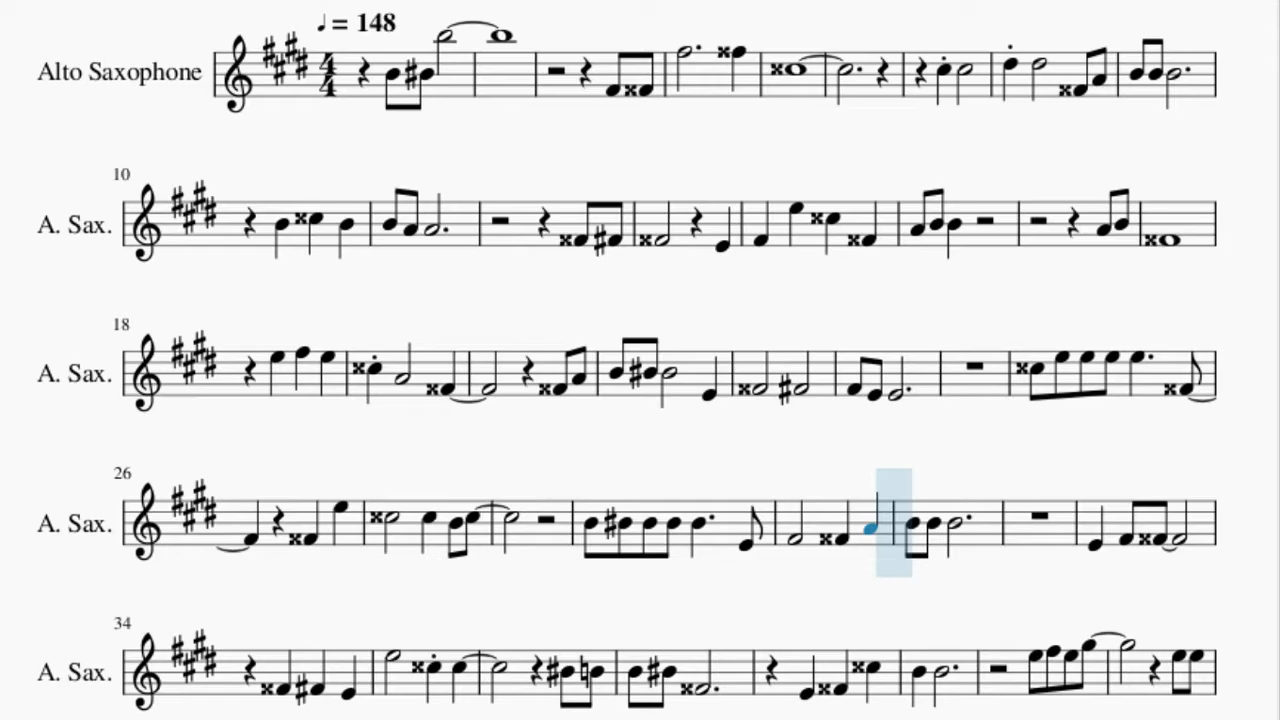 ♩ = 148
Alto Saxophone
10
A. Sax.
18
A. Sax.
26
A. Sax.
34
A. Sax.